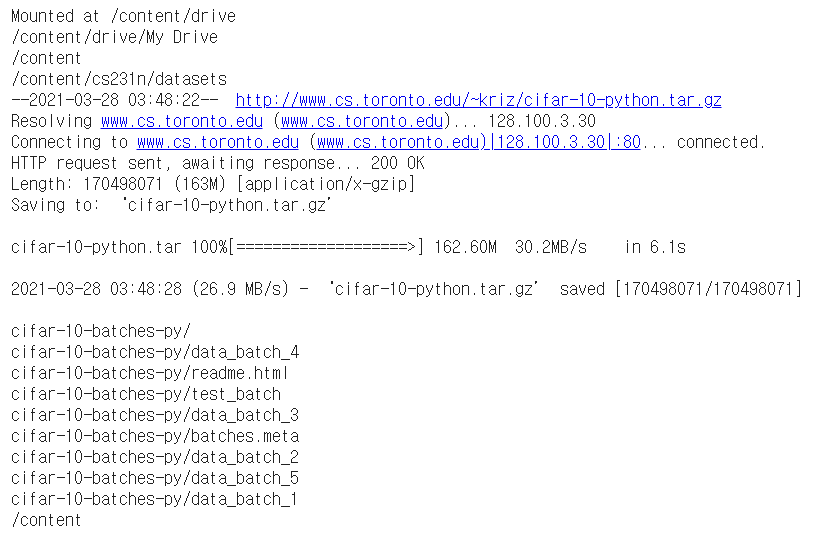 Mounted at /content/drive
/content/drive/My Drive
/content
/content/cs231n/datasets
--2021-03-28 03:48:22--  http://www.cs.toronto.edu/~kriz/cifar-10-python.tar.gz
Resolving www.cs.toronto.edu (www.cs.toronto.edu)... 128.100.3.30
Connecting to www.cs.toronto.edu (www.cs.toronto.edu)|128.100.3.30|:80... connected.
HTTP request sent, awaiting response... 200 OK
Length: 170498071 (163M) [application/x-gzip]
Saving to: ‘cifar-10-python.tar.gz’
cifar-10-python.tar 100%[===================>] 162.60M  30.2MB/s    in 6.1s
2021-03-28 03:48:28 (26.9 MB/s) - ‘cifar-10-python.tar.gz’ saved [170498071/170498071]
cifar-10-batches-py/
cifar-10-batches-py/data_batch_4
cifar-10-batches-py/readme.html
cifar-10-batches-py/test_batch
cifar-10-batches-py/data_batch_3
cifar-10-batches-py/batches.meta
cifar-10-batches-py/data_batch_2
cifar-10-batches-py/data_batch_5
cifar-10-batches-py/data_batch_1
/content